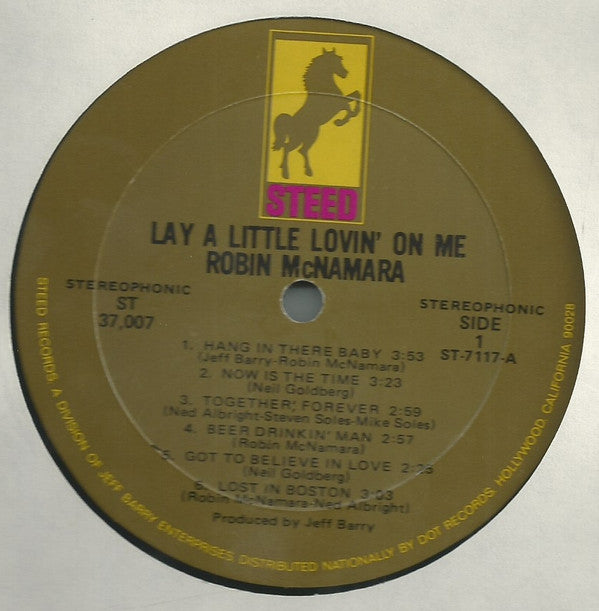 STEED
LAY A LITTLE LOVIN' ON ME
ROBIN McNAMARA
STEREOPHONIC
ST
37,007
STEREOPHONIC
SIDE
1
ST-7117-A
1. HANG IN THERE BABY 3:53
(Jeff Barry-Robin McNamara)
2. NOW IS THE TIME 3:23
(Neil Goldberg)
3. TOGETHER, FOREVER 2:59
(Ned Albright-Steven Soles-Mike Soles)
4. BEER DRINKIN' MAN 2:57
(Robin McNamara)
5. GOT TO BELIEVE IN LOVE
(Neil Goldberg)
6. LOST IN BOSTON 3:03
(Robin McNamara-Ned Albright)
Produced by Jeff Barry
STEED RECORDS, A DIVISION OF JEFF BARRY ENTERPRISES, DISTRIBUTED NATIONALLY BY DOT RECORDS, HOLLYWOOD, CALIFORNIA 90028